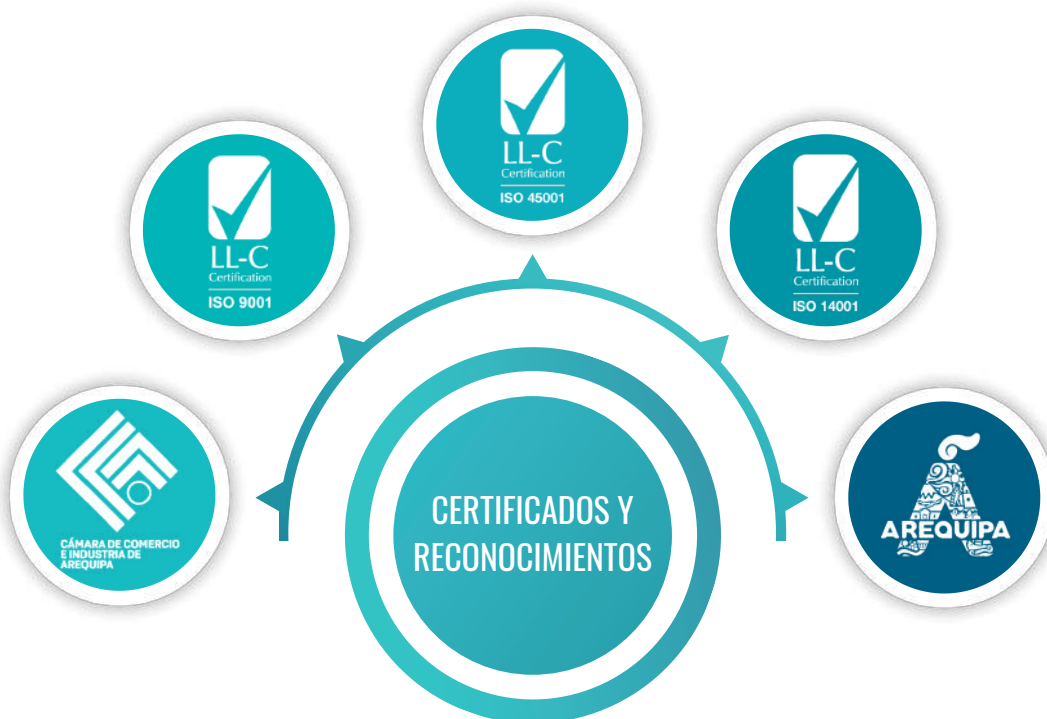 LL-C
Certification
ISO 45001
LL-C
Certification
ISO 9001
LL-C
Certification
ISO 14001
CÁMARA DE COMERCIO
E INDUSTRIA DE
AREQUIPA
AREQUIPA
CERTIFICADOS Y
RECONOCIMIENTOS